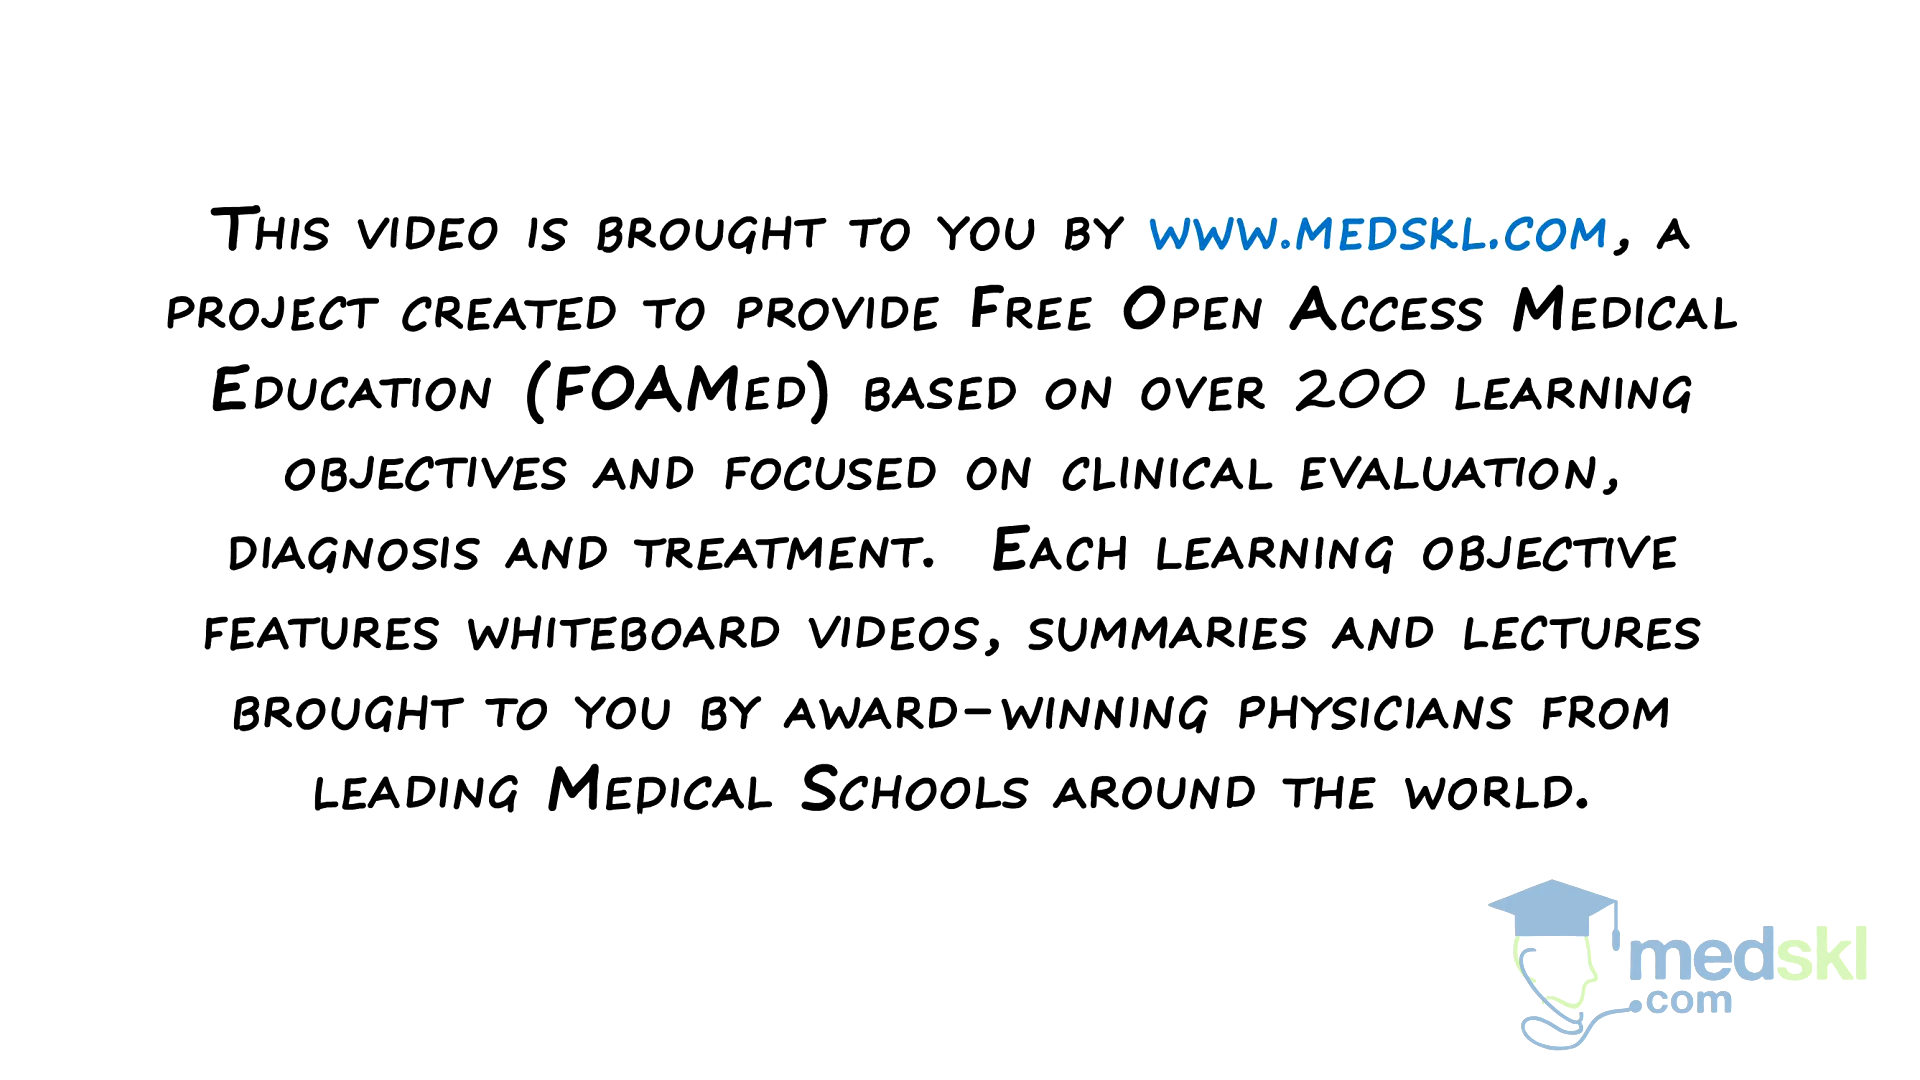 This video is brought to you by www.medskl.com, a
project created to provide Free Open Access Medical
Education (FOAMed) based on over 200 learning
objectives and focused on clinical evaluation,
diagnosis and treatment.  Each learning objective
features whiteboard videos, summaries and lectures
brought to you by award-winning physicians from
leading Medical Schools around the world.
medskl
.com